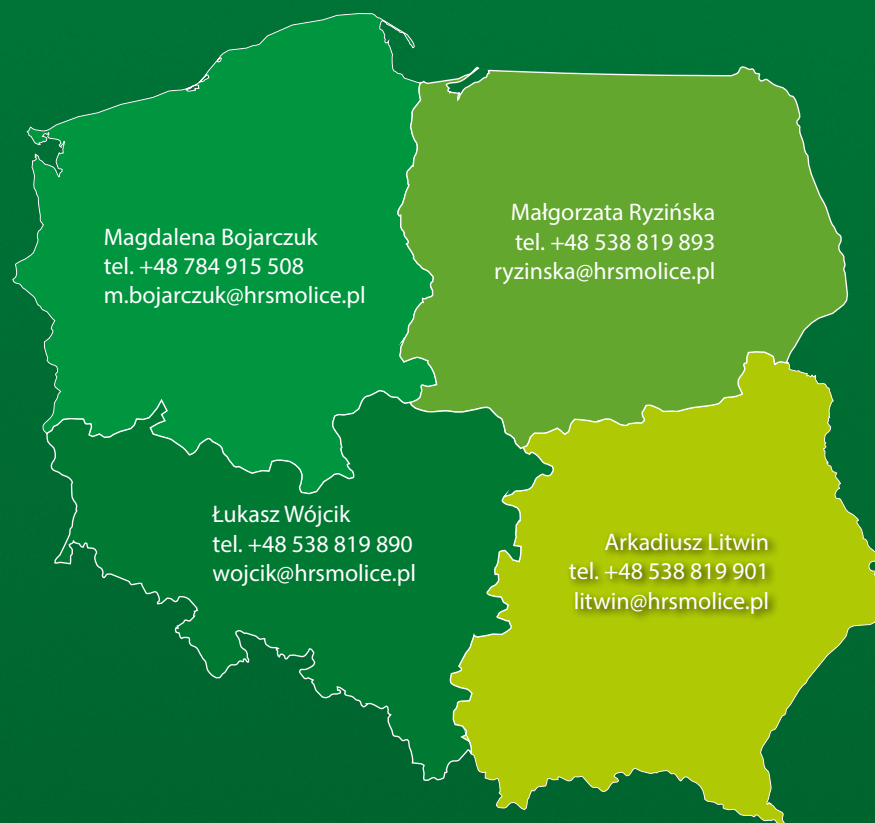 Magdalena Bojarczuk
tel. +48 784 915 508
m.bojarczuk@hrsmolice.pl
Małgorzata Ryzińska
tel. +48 538 819 893
ryzinska@hrsmolice.pl
Łukasz Wójcik
tel. +48 538 819 890
wojcik@hrsmolice.pl
Arkadiusz Litwin
tel. +48 538 819 901
litwin@hrsmolice.pl